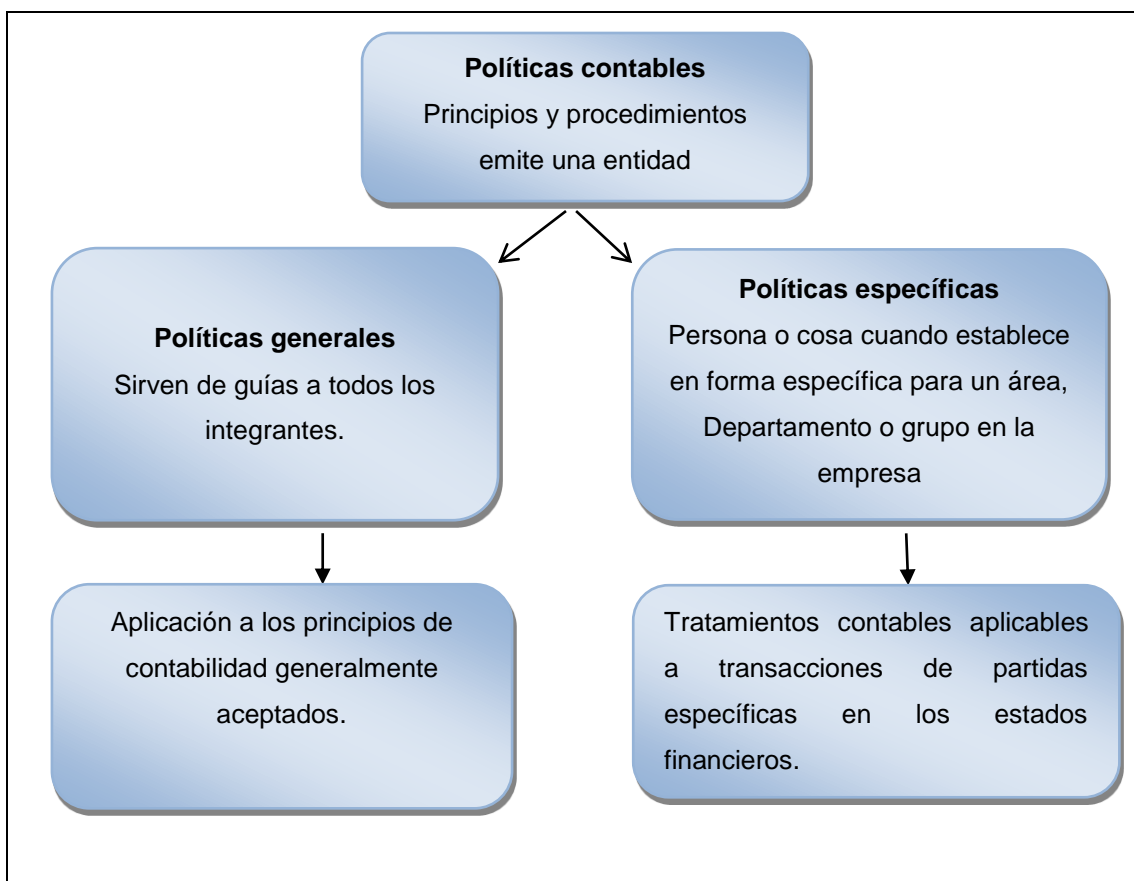 Políticas contables
Principios y procedimientos
emite una entidad
Políticas generales
Sirven de guías a todos los
integrantes.
Políticas específicas
Persona o cosa cuando establece
en forma específica para un área,
Departamento o grupo en la
empresa
Aplicación a los principios de
contabilidad generalmente
aceptados.
Tratamientos contables aplicables
a transacciones de partidas
específicas en los estados
financieros.